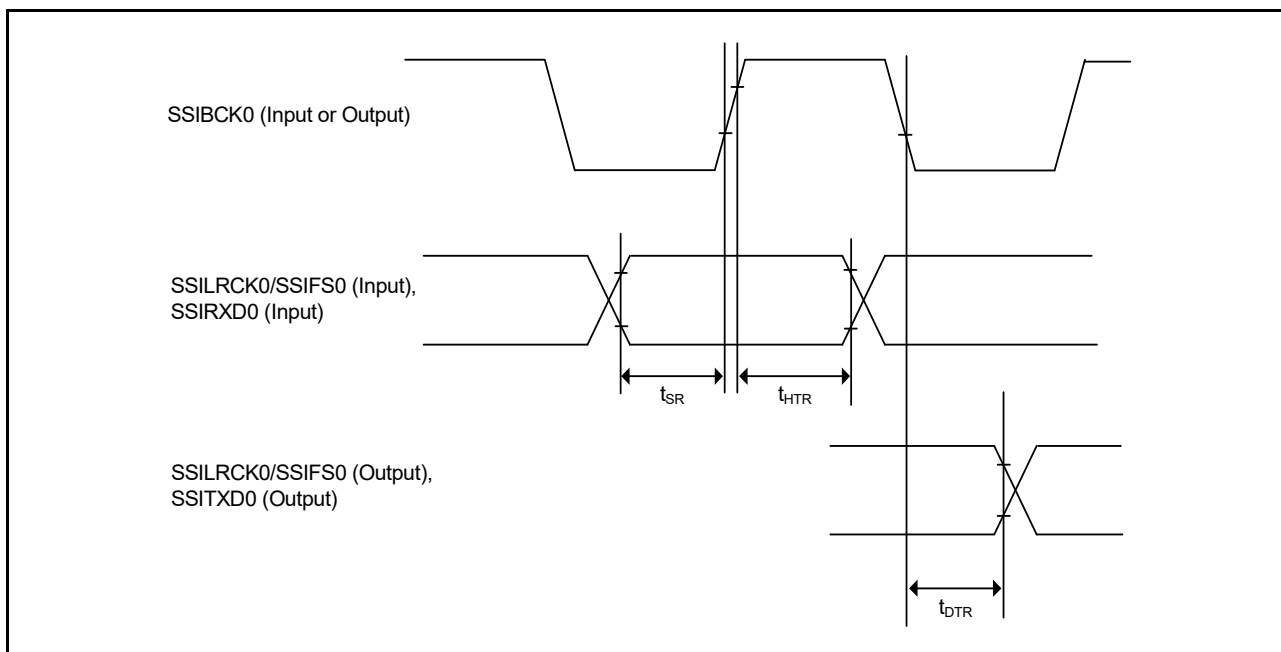 SSIBCK0 (Input or Output)
SSILRCK0/SSIFS0 (Input),
SSIRXD0 (Input)
tSR
tHTR
SSILRCK0/SSIFS0 (Output),
SSITXD0 (Output)
tDTR